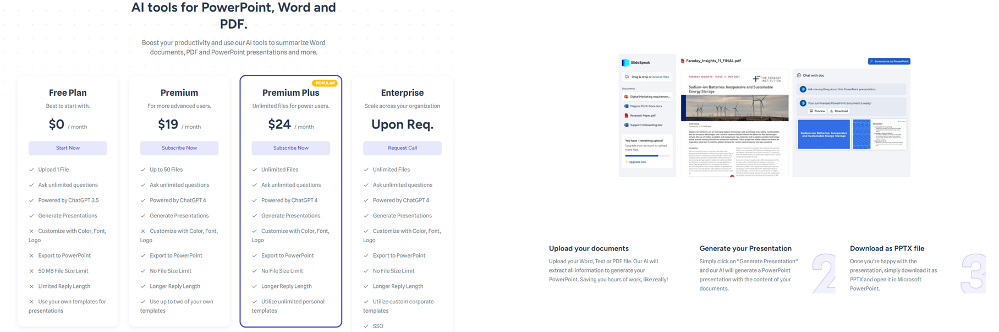 AI tools for PowerPoint, Word and
PDF.
Boost your productivity and use our AI tools to summarize Word
documents, PDF and PowerPoint presentations and more.
Free Plan
Best to start with.
$0 / month
Start Now
Upload 1 File
Ask unlimited questions
Powered by ChatGPT 3.5
Generate Presentations
Customize with Color, Font,
Logo
Export to PowerPoint
50 MB File Size Limit
Limited Reply Length
Use your own templates for
presentations
Premium
For more advanced users.
$19 / month
Subscribe Now
Up to 50 Files
Ask unlimited questions
Powered by ChatGPT 4
Generate Presentations
Customize with Color, Font,
Logo
Export to PowerPoint
No File Size Limit
Longer Reply Length
Use up to two of your own
templates
POPULAR
Premium Plus
Unlimited files for power users.
$24 / month
Subscribe Now
Unlimited Files
Ask unlimited questions
Powered by ChatGPT 4
Generate Presentations
Customize with Color, Font,
Logo
Export to PowerPoint
No File Size Limit
Longer Reply Length
Utilize unlimited personal
templates
Enterprise
Scale across your organization
Upon Req.
Request Call
Unlimited Files
Ask unlimited questions
Powered by ChatGPT 4
Generate Presentations
Customize with Color, Font,
Logo
Export to PowerPoint
No File Size Limit
Longer Reply Length
Utilize custom corporate
templates
SSO
SlideSpeak
Drag & drop or browse files
Documents
Digital Marketing requiremen...
Magicul Pitch Deck.docx
Research Paper.pdf
Support Onboarding.doc
You have 1 remaining upload!
Upgrade your account to upload
more files.
Upgrade now
Faraday_Insights_11_FINAL.pdf
Summarize as PowerPoint
FARADAY INSIGHTS - ISSUE 11: MAY 2021
THE FARADAY
INSTITUTION
Sodium-ion Batteries: Inexpensive and Sustainable
Energy Storage
Introduction
Chat with doc
Ask me anything about this PowerPoint presentation.
Your summarized PowerPoint document is ready!
Preview
Download
Sodium-ion Batteries: Inexpensive
and Sustainable Energy Storage
Introduction
Upload your documents
Upload your Word, Text or PDF file. Our AI will
extract all information to generate your
PowerPoint. Saving you hours of work, like really!
Generate your Presentation
Simply click on "Generate Presentation"
and our AI will generate a PowerPoint
presentation with the content of your
documents.
2
Download as PPTX file
Once you're happy with the
presentation, simply download it as
PPTX and open it in Microsoft
PowerPoint.
3